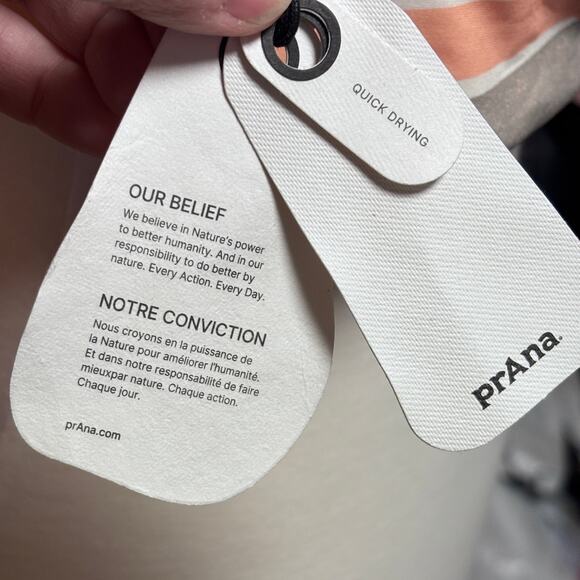 QUICK DRYING
OUR BELIEF
We believe in Nature's power
to better humanity. And in our
responsibility to do better by
nature. Every Action. Every Day.
NOTRE CONVICTION
Nous croyons en la puissance de
la Nature pour améliorer l'humanité.
Et dans notre responsabilité de faire
mieuxpar nature. Chaque action.
Chaque jour.
prAna.com
prAna.